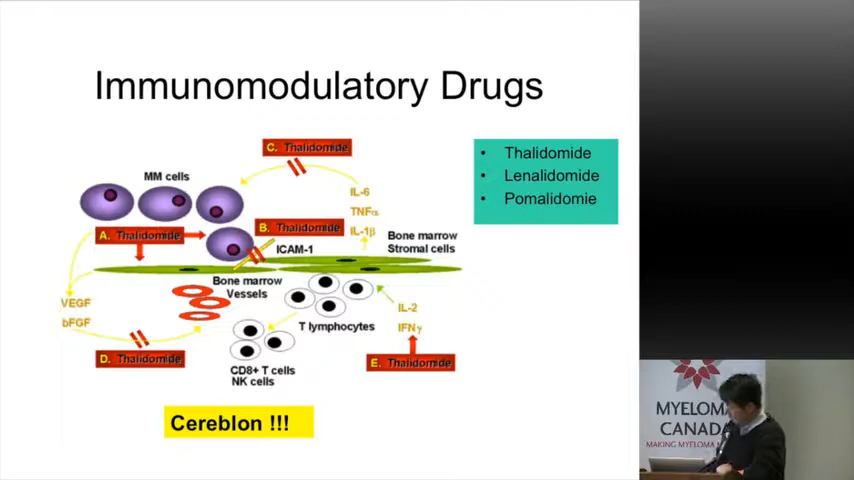 Immunomodulatory Drugs
C. Thalidomide
MM cells
IL-6
TNFα
IL-1β
A. Thalidomide
B. Thalidomide
ICAM-1
Bone marrow
Stromal cells
Bone marrow
Vessels
VEGF
bFGF
T lymphocytes
IL-2
IFNγ
D. Thalidomide
CD8+ T cells
NK cells
E. Thalidomide
Cereblon !!!
• Thalidomide
• Lenalidomide
• Pomalidomie
MYELOMA
CANADA
MAKING MYELOMA